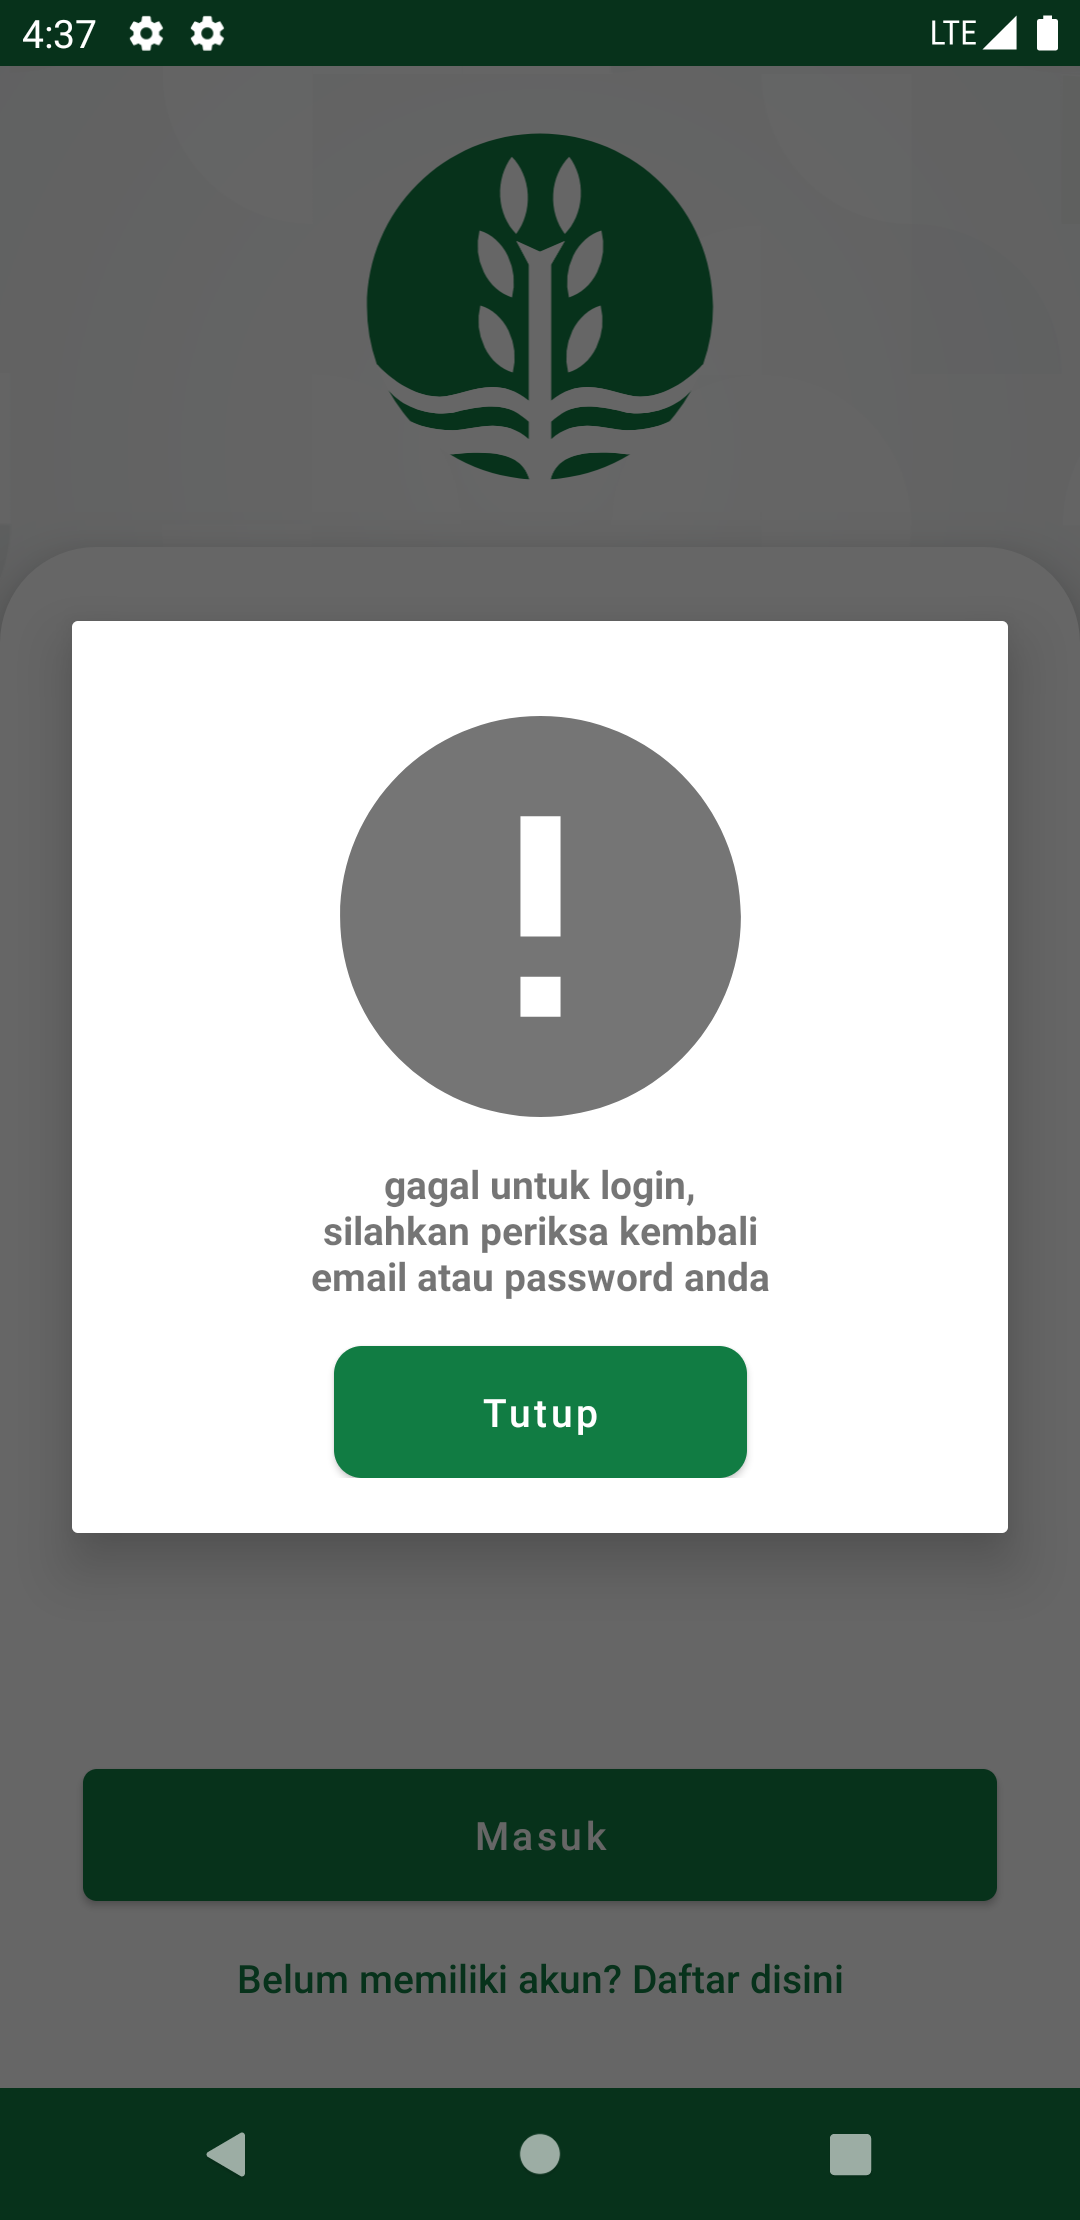 4:37
LTE
gagal untuk login,
silahkan periksa kembali
email atau password anda
Tutup
Masuk
Belum memiliki akun? Daftar disini